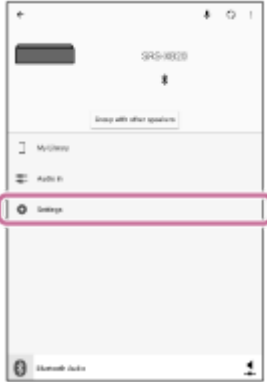 SRS-XB20
Group with other speakers
My Library
Audio in
Settings
Bluetooth Audio